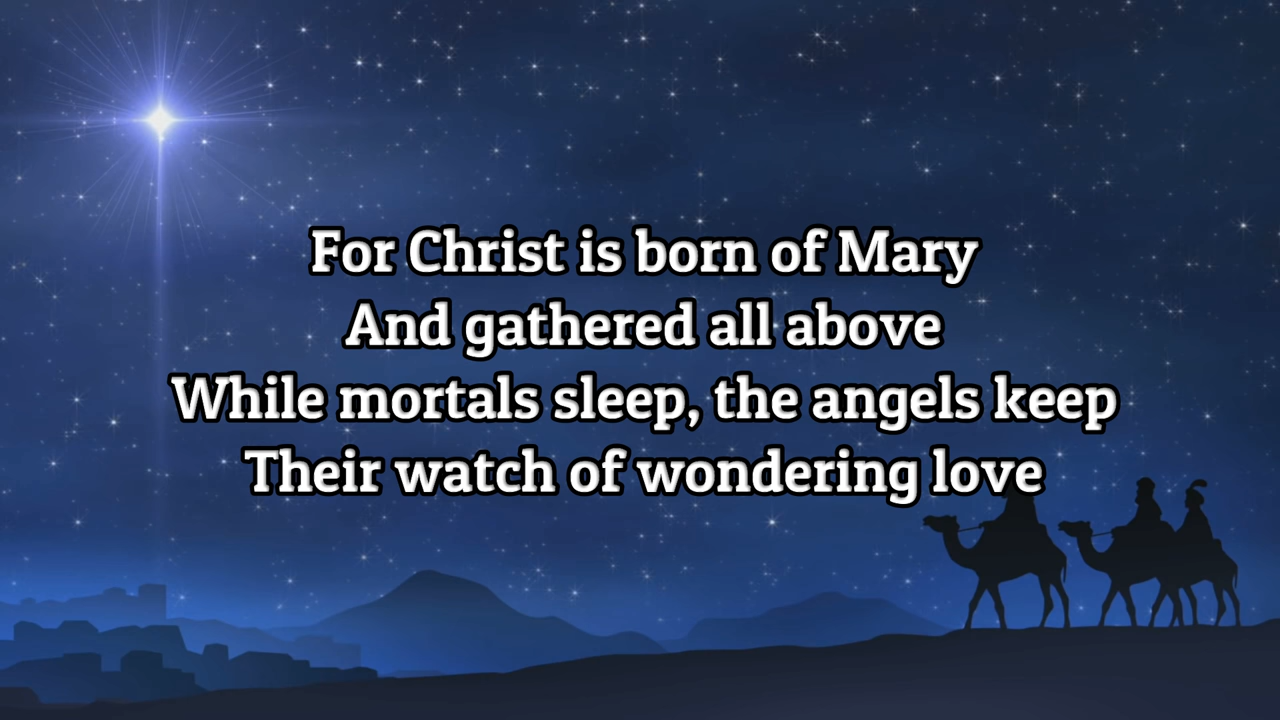 For Christ is born of Mary
And gathered all above
While mortals sleep, the angels keep
Their watch of wondering love